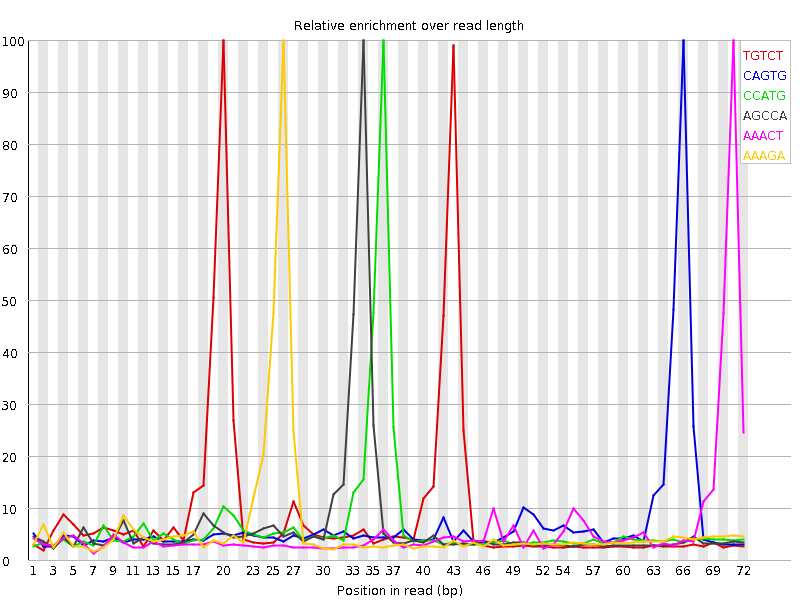 Relative enrichment over read length
100
90
80
70
60
50
40
30
20
10
0
TGTCT
CAGTG
CCATG
AGCCA
AAACT
AAAGA
1 3 5 7 9 11 13 15 17 20 23 25 27 30 33 35 37 40 43 46 49 52 54 57 60 63 66 69 72
Position in read (bp)